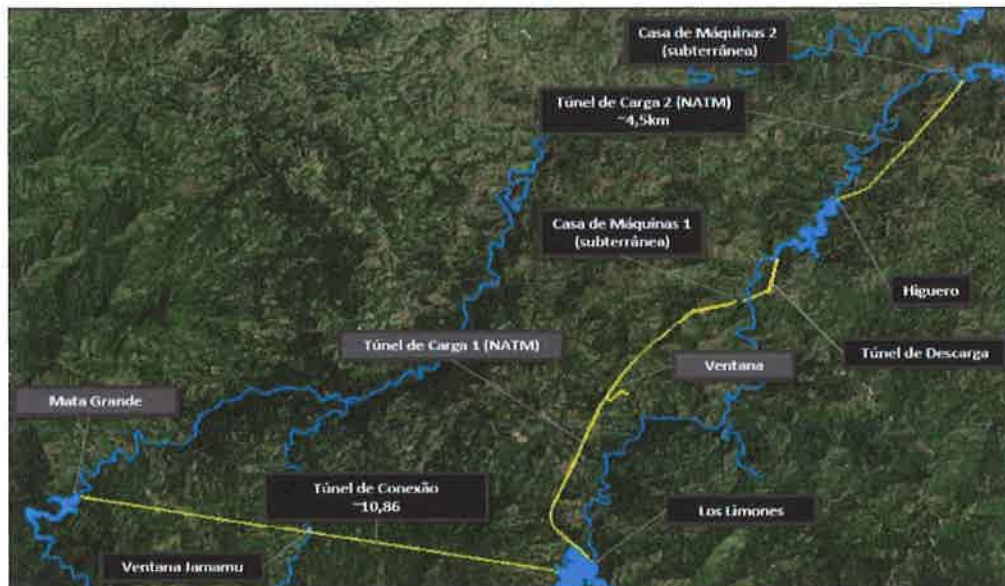 Casa de Máquinas 2
(subterrânea)
Túnel de Carga 2 (NATM)
~4,5km
Casa de Máquinas 1
(subterrânea)
Higuero
Túnel de Carga 1 (NATM)
Ventana
Túnel de Descarga
Mata Grande
Túnel de Conexão
~10,86
Los Limones
Ventana Jamamu